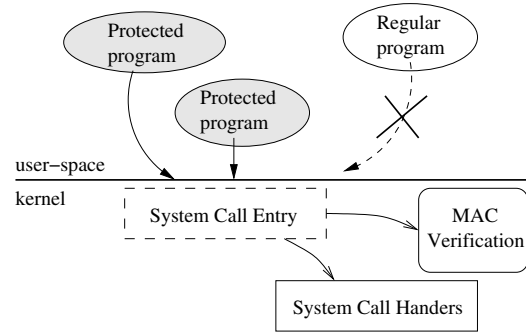 Protected
program
Regular
program
Protected
program
user-space
kernel
System Call Entry
MAC
Verification
System Call Handers